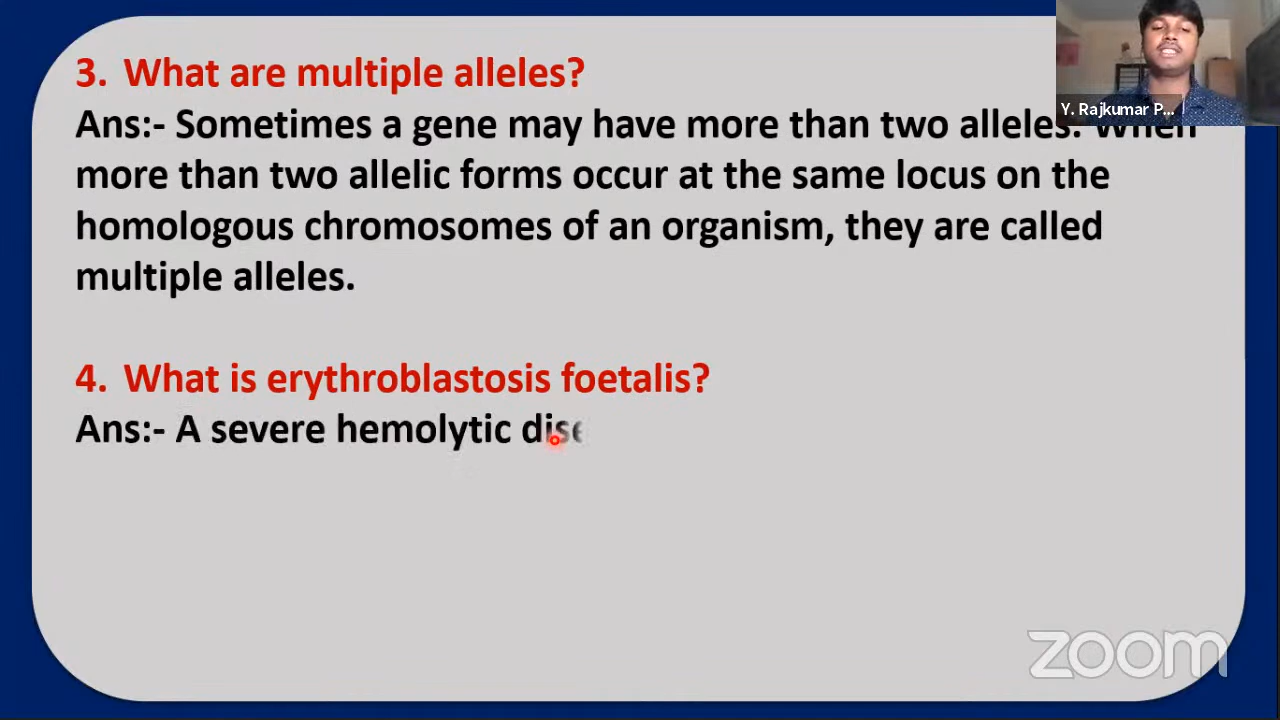 3. What are multiple alleles?
Ans:- Sometimes a gene may have more than two alleles. When
more than two allelic forms occur at the same locus on the
homologous chromosomes of an organism, they are called
multiple alleles.
4. What is erythroblastosis foetalis?
Ans:- A severe hemolytic dise
Y. Rajkumar P...
zoom